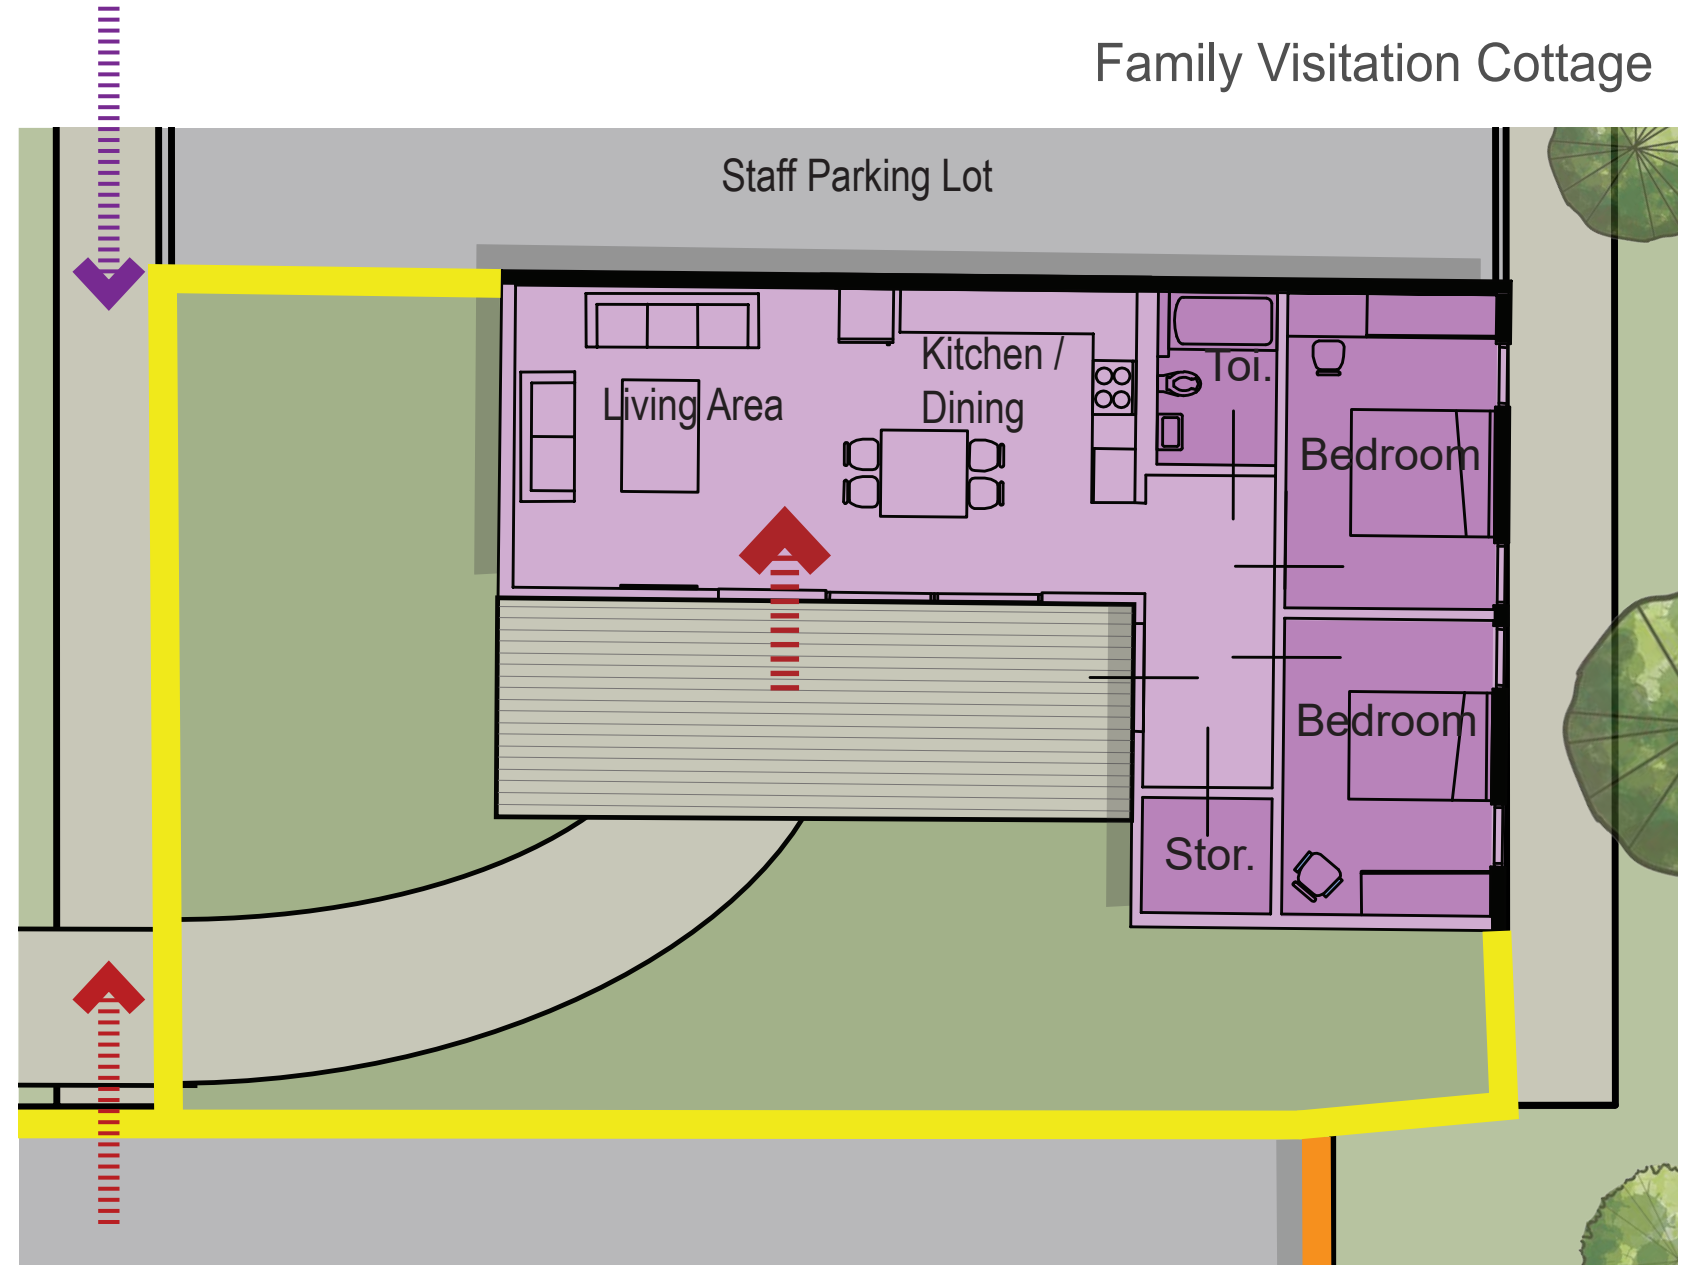 Family Visitation Cottage
Staff Parking Lot
Living Area
Kitchen /
Dining
Toi.
Bedroom
Bedroom
Stor.